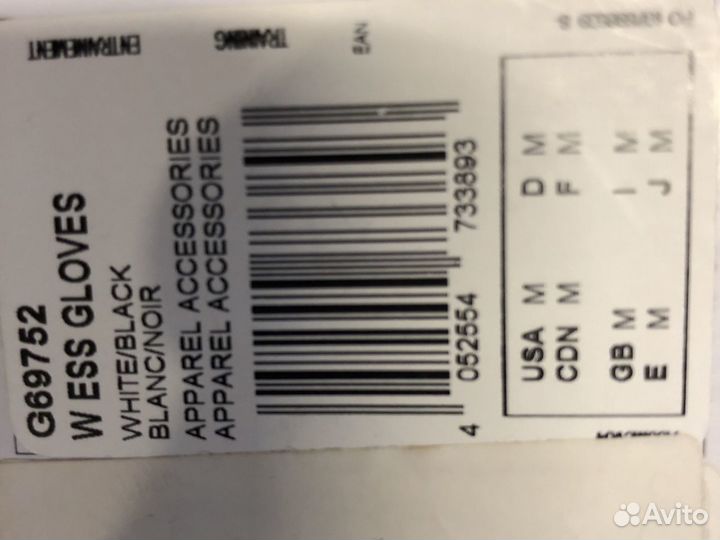 G69752
W ESS GLOVES
WHITE/BLACK
BLANC/NOIR
APPAREL ACCESSORIES
APPAREL ACCESSORIES
ENTRAINEMENT
TRAINING
EAN
4 052554 733893
USA M D M
CDN M F M
GB M I M
E M J M
Avito